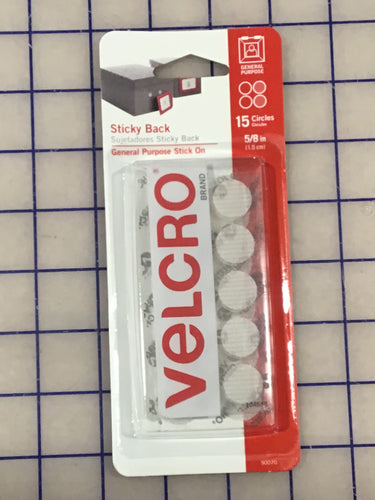 GENERAL
PURPOSE
15 Circles
Círculos
5/8 in
(1.5 cm)
Sticky Back
Sujetadores Sticky Back
General Purpose Stick On
VELCRO®
BRAND
90070